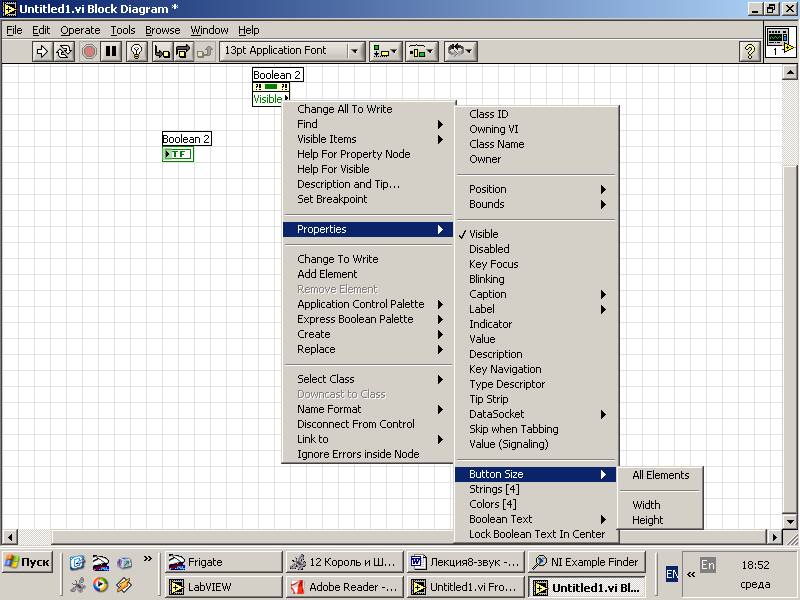 Untitled1.vi Block Diagram *
File Edit Operate Tools Browse Window Help
13pt Application Font
1
Boolean 2
?! ?!
Visible
Boolean 2
TF
Change All To Write
Find
Visible Items
Help For Property Node
Help For Visible
Description and Tip...
Set Breakpoint
Properties
Change To Write
Add Element
Remove Element
Application Control Palette
Express Boolean Palette
Create
Replace
Select Class
Downcast to Class
Name Format
Disconnect From Control
Link to
Ignore Errors inside Node
Class ID
Owning VI
Class Name
Owner
Position
Bounds
Visible
Disabled
Key Focus
Blinking
Caption
Label
Indicator
Value
Description
Key Navigation
Type Descriptor
Tip Strip
DataSocket
Skip when Tabbing
Value (Signaling)
Button Size
Strings [4]
Colors [4]
Boolean Text
Lock Boolean Text In Center
All Elements
Width
Height
Пуск
»
Frigate
12 Король и Ш...
Лекция8-звук -...
NI Example Finder
LabVIEW
Adobe Reader -...
Untitled1.vi Fro...
Untitled1.vi Bl...
EN
«
En
18:52
среда